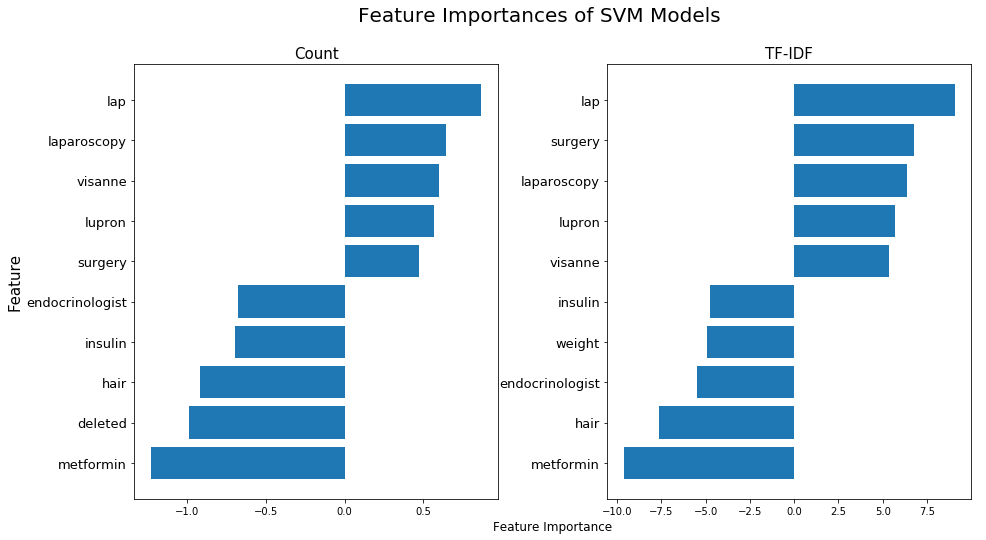 Feature Importances of SVM Models
Count
Feature
lap
laparoscopy
visanne
lupron
surgery
endocrinologist
insulin
hair
deleted
metformin
−1.0 −0.5 0.0 0.5
TF-IDF
lap
surgery
laparoscopy
lupron
visanne
insulin
weight
endocrinologist
hair
metformin
−10.0 −7.5 −5.0 −2.5 0.0 2.5 5.0 7.5
Feature Importance